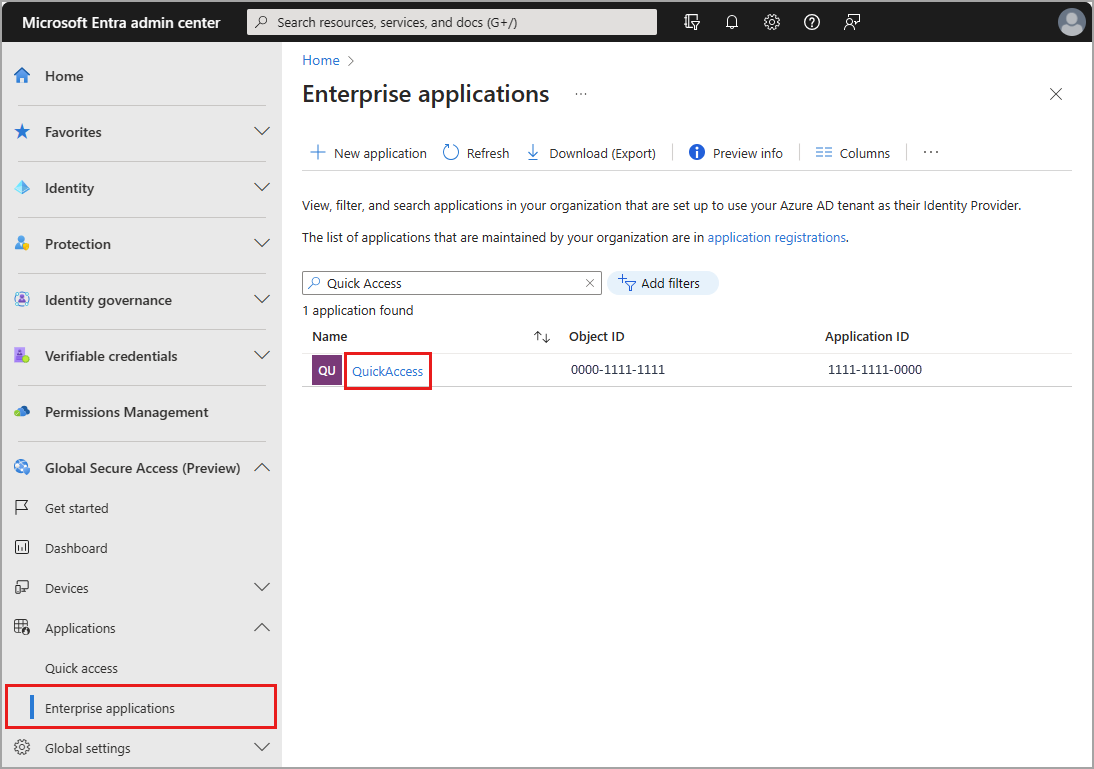 Microsoft Entra admin center
Search resources, services, and docs (G+/)
Home
Favorites
Identity
Protection
Identity governance
Verifiable credentials
Permissions Management
Global Secure Access (Preview)
Get started
Dashboard
Devices
Applications
Quick access
Enterprise applications
Global settings
Home
Enterprise applications
New application Refresh Download (Export) Preview info Columns
View, filter, and search applications in your organization that are set up to use your Azure AD tenant as their Identity Provider.
The list of applications that are maintained by your organization are in application registrations.
Quick Access Add filters
1 application found
Name Object ID Application ID
QU QuickAccess 0000-1111-1111 1111-1111-0000